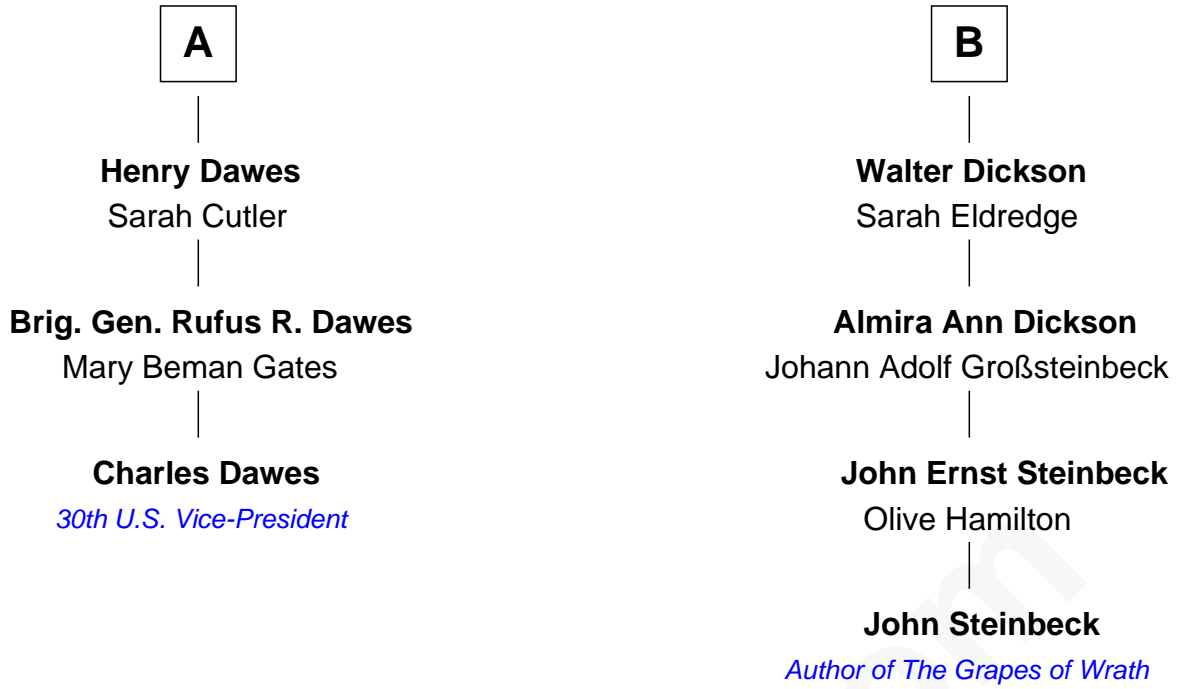 A
Henry Dawes
Sarah Cutler
Brig. Gen. Rufus R. Dawes
Mary Beman Gates
Charles Dawes
30th U.S. Vice-President
B
Walter Dickson
Sarah Eldredge
Almira Ann Dickson
Johann Adolf Großsteinbeck
John Ernst Steinbeck
Olive Hamilton
John Steinbeck
Author of The Grapes of Wrath